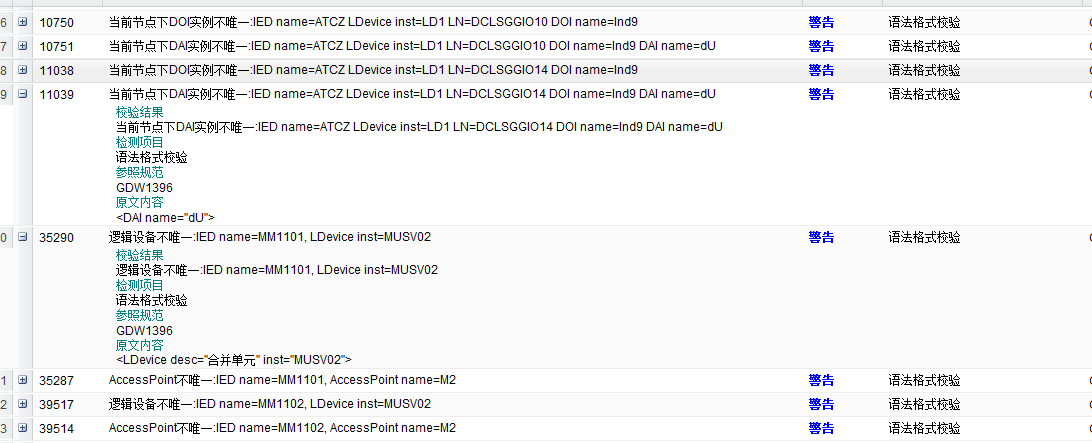 6 10750 当前节点下DOI实例不唯一:IED name=ATCZ LDevice inst=LD1 LN=DCLSGGIO10 DOI name=Ind9 警告 语法格式校验
7 10751 当前节点下DAI实例不唯一:IED name=ATCZ LDevice inst=LD1 LN=DCLSGGIO10 DOI name=Ind9 DAI name=dU 警告 语法格式校验
8 11038 当前节点下DOI实例不唯一:IED name=ATCZ LDevice inst=LD1 LN=DCLSGGIO14 DOI name=Ind9 警告 语法格式校验
9 11039 当前节点下DAI实例不唯一:IED name=ATCZ LDevice inst=LD1 LN=DCLSGGIO14 DOI name=Ind9 DAI name=dU 警告 语法格式校验
校验结果
当前节点下DAI实例不唯一:IED name=ATCZ LDevice inst=LD1 LN=DCLSGGIO14 DOI name=Ind9 DAI name=dU
检测项目
语法格式校验
参照规范
GDW1396
原文内容
<DAI name="dU">
0 35290 逻辑设备不唯一:IED name=MM1101, LDevice inst=MUSV02 警告 语法格式校验
校验结果
逻辑设备不唯一:IED name=MM1101, LDevice inst=MUSV02
检测项目
语法格式校验
参照规范
GDW1396
原文内容
<LDevice desc="合并单元" inst="MUSV02">
1 35287 AccessPoint不唯一:IED name=MM1101, AccessPoint name=M2 警告 语法格式校验
2 39517 逻辑设备不唯一:IED name=MM1102, LDevice inst=MUSV02 警告 语法格式校验
3 39514 AccessPoint不唯一:IED name=MM1102, AccessPoint name=M2 警告 语法格式校验